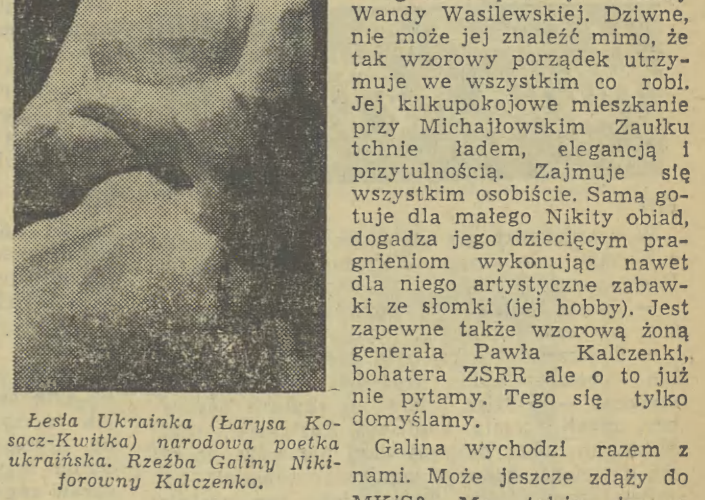 Wandy Wasilewskiej. Dziwne,
nie może jej znaleźć mimo, że
tak wzorowy porządek utrzy-
muje we wszystkim co robi.
Jej kilkupokojowe mieszkanie
przy Michajłowskim Zaułku
tchnie ładem, elegancją i
przytulnością. Zajmuje się
wszystkim osobiście. Sama go-
tuje dla małego Nikity obiad,
dogadza jego dziecięcym pra-
gnieniom wykonując nawet
dla niego artystyczne zabaw-
ki ze słomki (jej hobby). Jest
zapewne także wzorową żoną
generała Pawła Kalczenki,
bohatera ZSRR ale o to już
nie pytamy. Tego się tylko
domyślamy.
Galina wychodzi razem z
nami. Może jeszcze zdąży do
Łesia Ukrainka (Łarysa Ko-
sacz-Kwitka) narodowa poetka
ukraińska. Rzeźba Galiny Niki-
forowny Kalczenko.